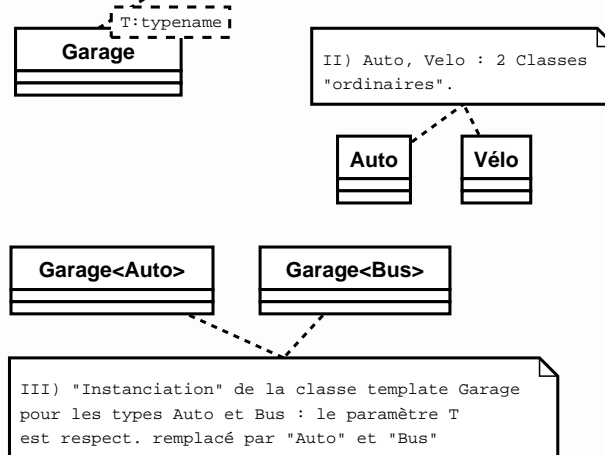 T:typename
Garage
II) Auto, Velo : 2 Classes
"ordinaires".
Auto
Vélo
Garage<Auto>
Garage<Bus>
III) "Instanciation" de la classe template Garage
pour les types Auto et Bus : le paramètre T
est respect. remplacé par "Auto" et "Bus"